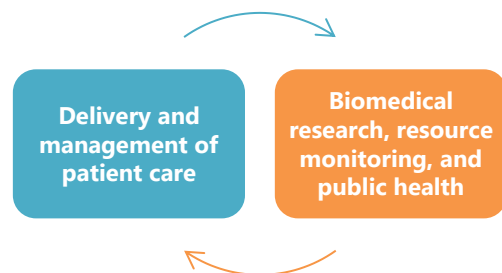 Delivery and
management of
patient care
Biomedical
research, resource
monitoring, and
public health